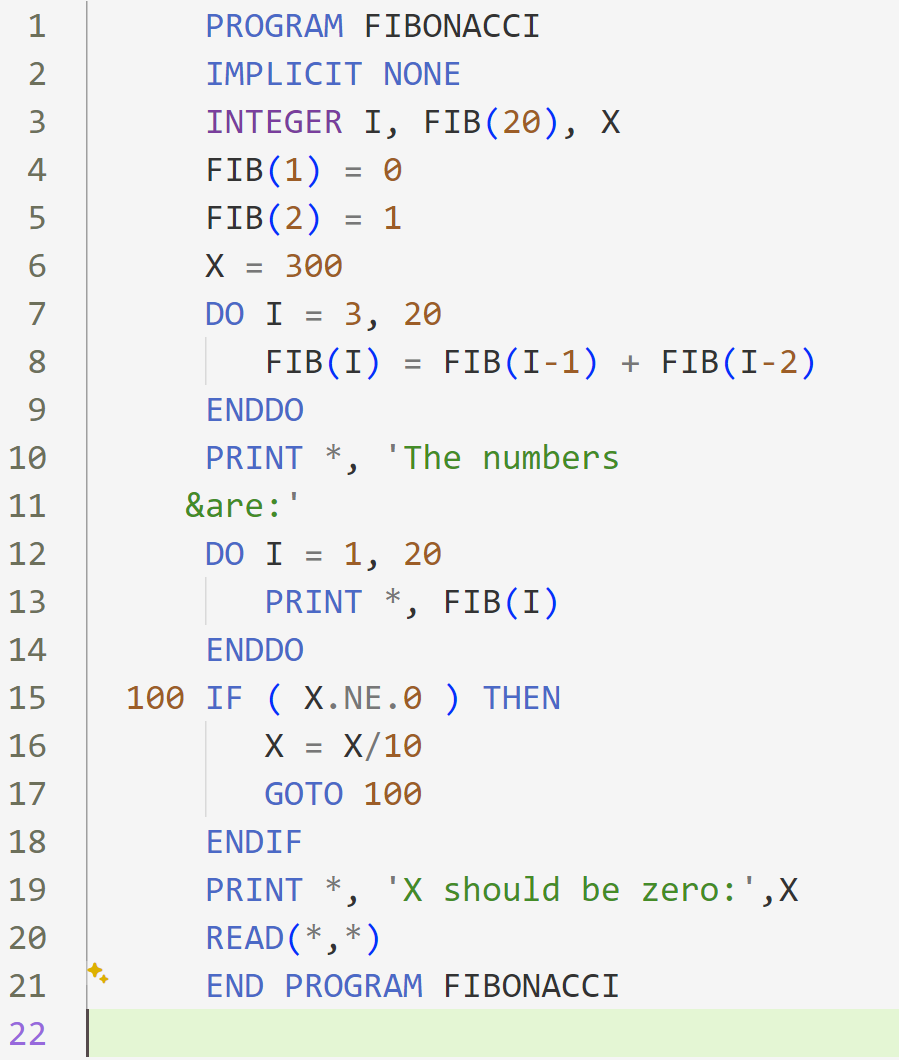 1       PROGRAM FIBONACCI
2       IMPLICIT NONE
3       INTEGER I, FIB(20), X
4       FIB(1) = 0
5       FIB(2) = 1
6       X = 300
7       DO I = 3, 20
8          FIB(I) = FIB(I-1) + FIB(I-2)
9       ENDDO
10       PRINT *, 'The numbers
11      &are:'
12       DO I = 1, 20
13          PRINT *, FIB(I)
14       ENDDO
15   100 IF ( X.NE.0 ) THEN
16          X = X/10
17          GOTO 100
18       ENDIF
19       PRINT *, 'X should be zero:',X
20       READ(*,*)
21       END PROGRAM FIBONACCI
22